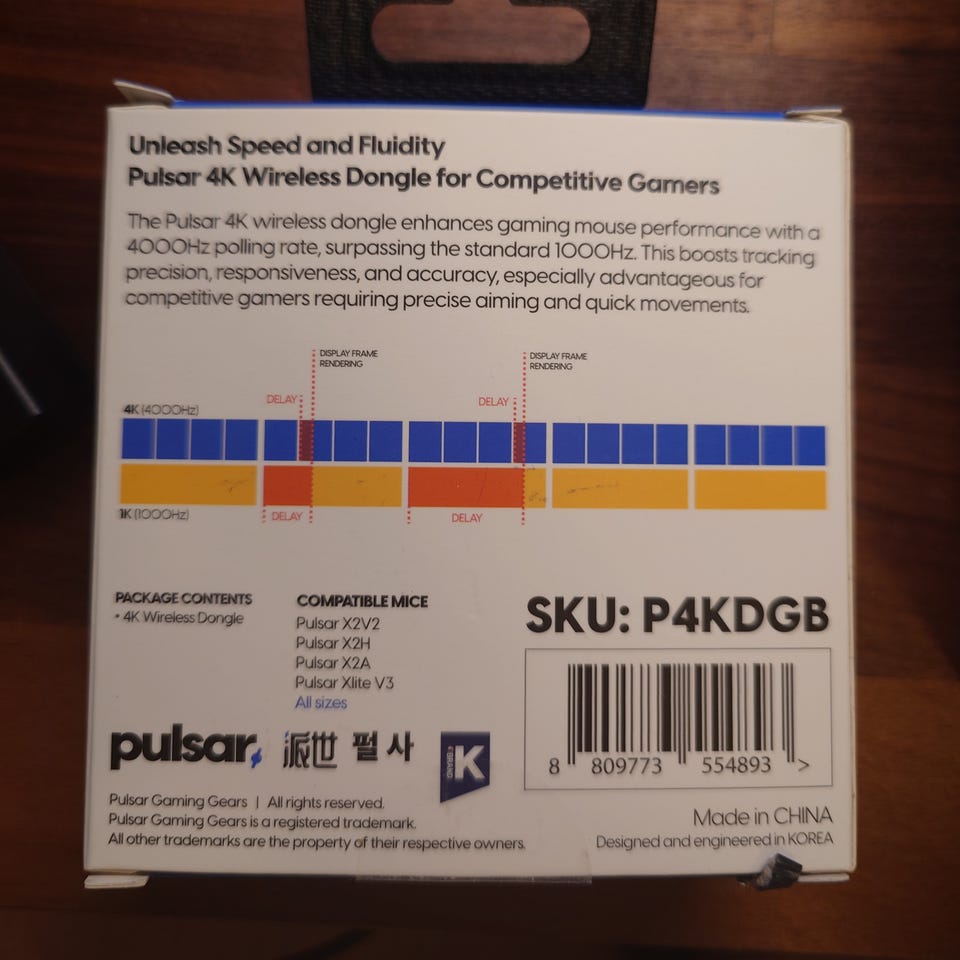 Unleash Speed and Fluidity
Pulsar 4K Wireless Dongle for Competitive Gamers
The Pulsar 4K wireless dongle enhances gaming mouse performance with a
4000Hz polling rate, surpassing the standard 1000Hz. This boosts tracking
precision, responsiveness, and accuracy, especially advantageous for
competitive gamers requiring precise aiming and quick movements.
DISPLAY FRAME
RENDERING
DISPLAY FRAME
RENDERING
DELAY
DELAY
4K (4000Hz)
1K (1000Hz)
DELAY
DELAY
PACKAGE CONTENTS
• 4K Wireless Dongle
COMPATIBLE MICE
Pulsar X2V2
Pulsar X2H
Pulsar X2A
Pulsar Xlite V3
All sizes
SKU: P4KDGB
8 809773 554893 >
pulsar 派世 펄사
K BRAND
Pulsar Gaming Gears | All rights reserved.
Pulsar Gaming Gears is a registered trademark.
All other trademarks are the property of their respective owners.
Made in CHINA
Designed and engineered in KOREA